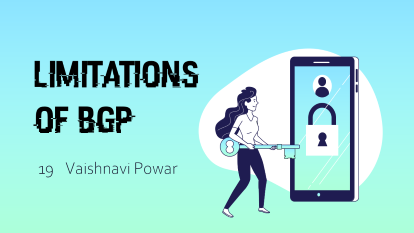 LIMITATIONS
OF BGP
19 Vaishnavi Powar